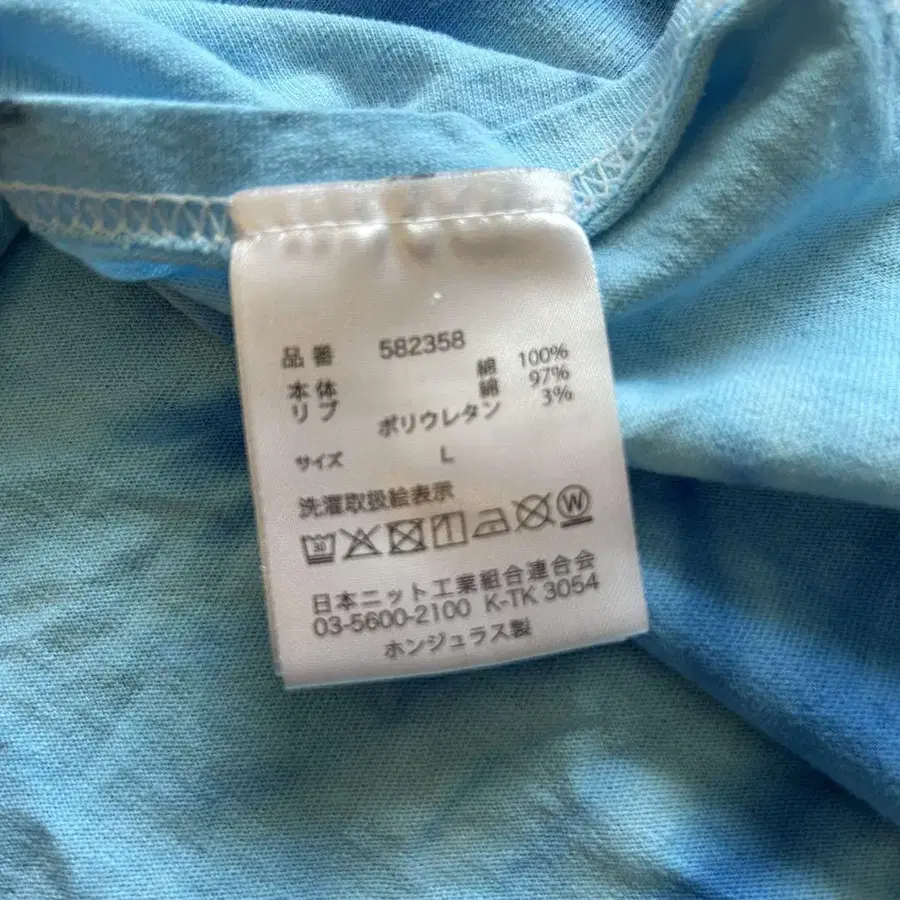 品番 582358
本体 綿 100%
リブ 綿 97%
ポリウレタン 3%
サイズ L
洗濯取扱絵表示
30 W
日本ニット工業組合連合会
03-5600-2100 K-TK 3054
ホンジュラス製